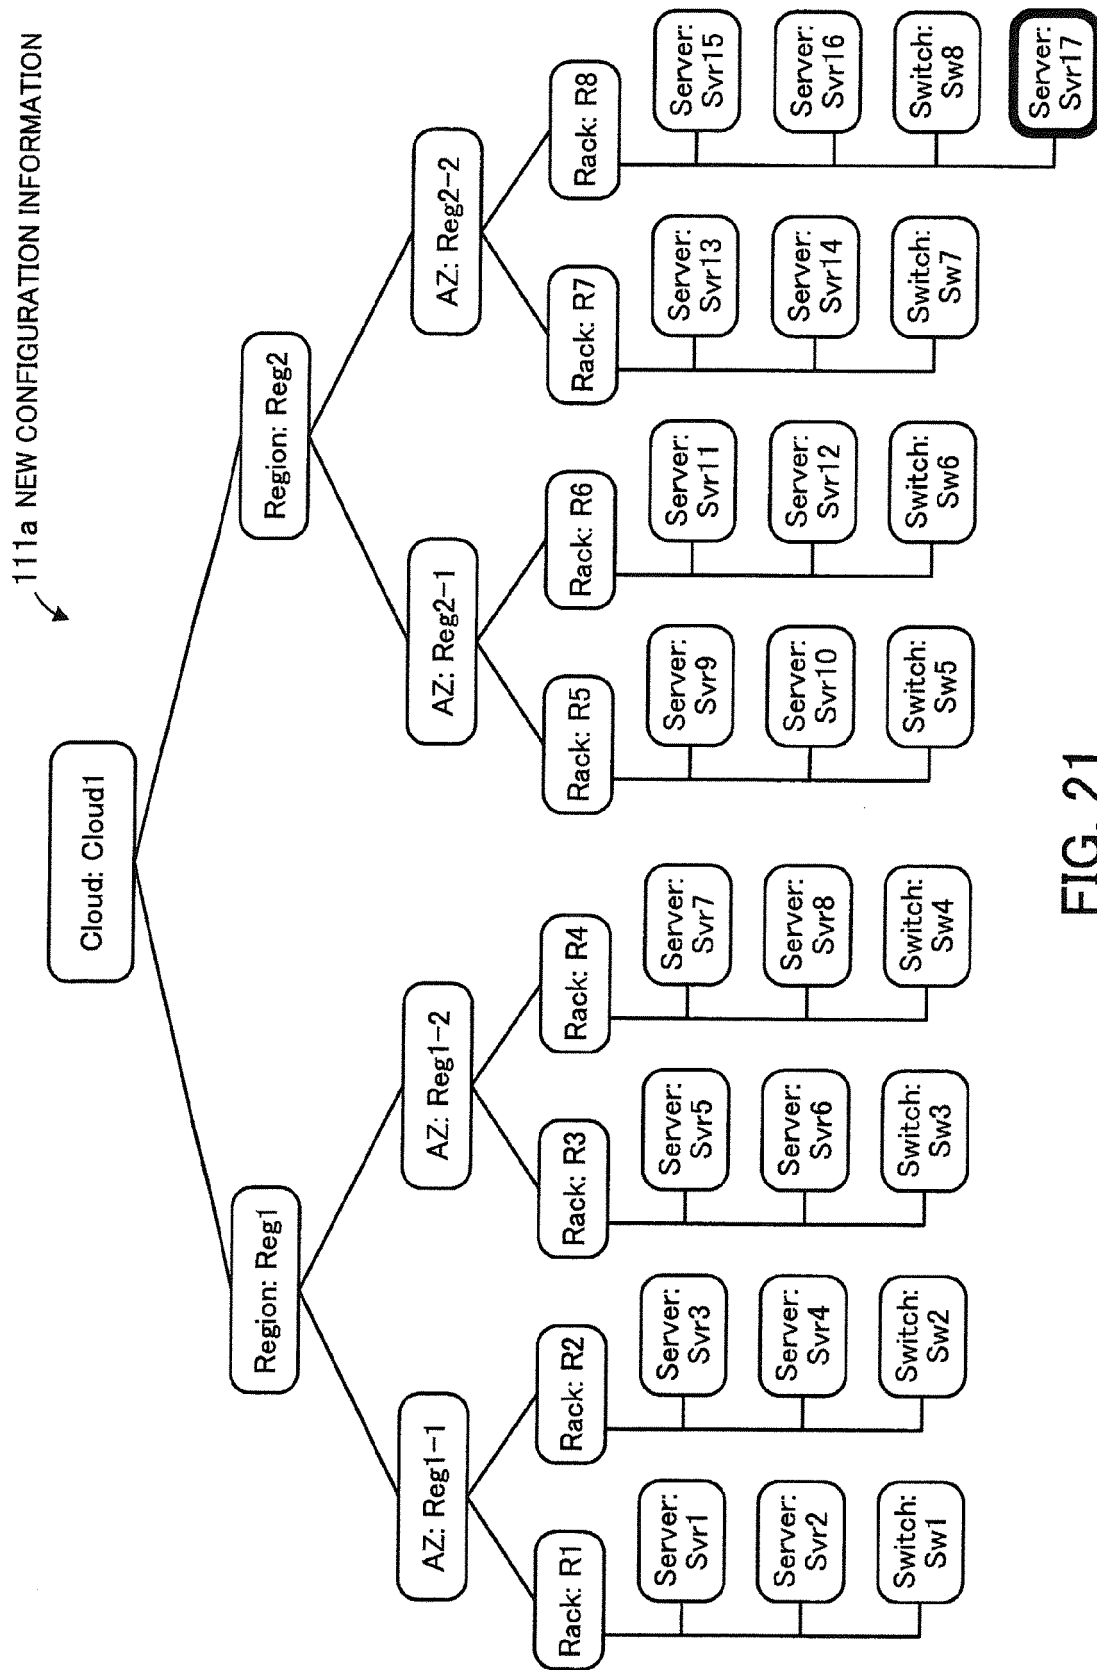 111a NEW CONFIGURATION INFORMATION
Cloud: Cloud1
Region: Reg1
Region: Reg2
AZ: Reg1-1
AZ: Reg1-2
AZ: Reg2-1
AZ: Reg2-2
Rack: R1
Rack: R2
Rack: R3
Rack: R4
Rack: R5
Rack: R6
Rack: R7
Rack: R8
Server:
Svr1
Server:
Svr3
Server:
Svr5
Server:
Svr7
Server:
Svr9
Server:
Svr11
Server:
Svr13
Server:
Svr15
Server:
Svr2
Server:
Svr4
Server:
Svr6
Server:
Svr8
Server:
Svr10
Server:
Svr12
Server:
Svr14
Server:
Svr16
Switch:
Sw1
Switch:
Sw2
Switch:
Sw3
Switch:
Sw4
Switch:
Sw5
Switch:
Sw6
Switch:
Sw7
Switch:
Sw8
Server:
Svr17
FIG. 21